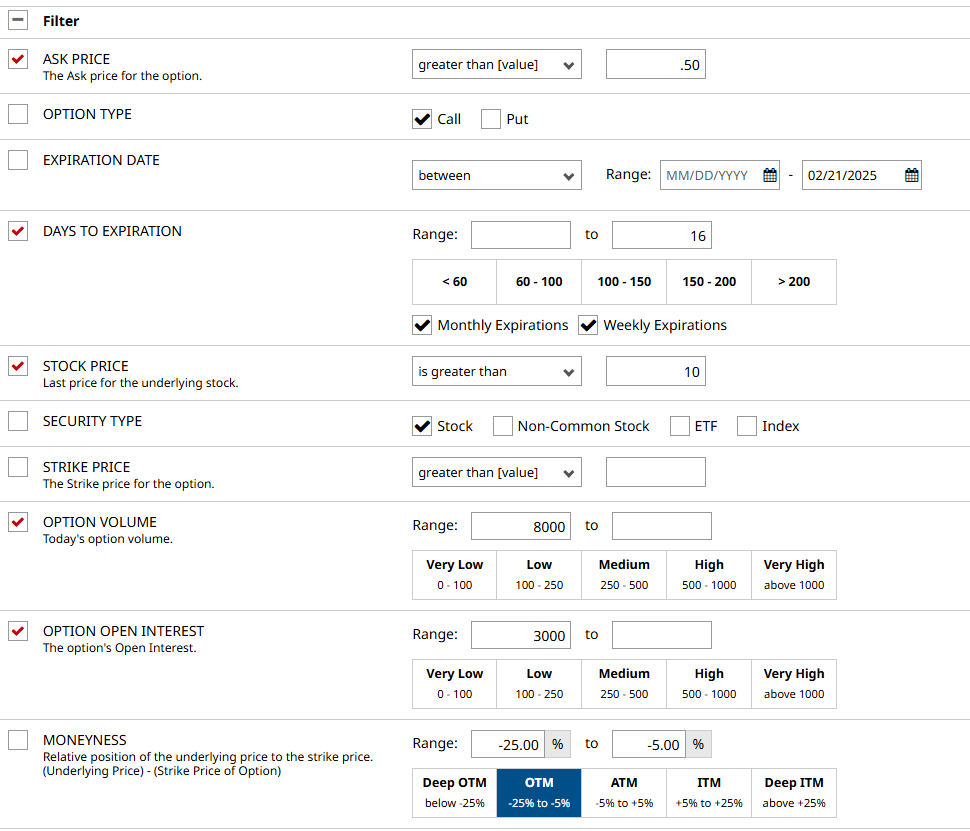 Filter
ASK PRICE
The Ask price for the option.
greater than [value]
.50
OPTION TYPE
Call Put
EXPIRATION DATE
between
Range: MM/DD/YYYY - 02/21/2025
DAYS TO EXPIRATION
Range: to 16
< 60 60 - 100 100 - 150 150 - 200 > 200
Monthly Expirations Weekly Expirations
STOCK PRICE
Last price for the underlying stock.
is greater than
10
SECURITY TYPE
Stock Non-Common Stock ETF Index
STRIKE PRICE
The Strike price for the option.
greater than [value]
OPTION VOLUME
Today's option volume.
Range: 8000 to
Very Low Low Medium High Very High
0 - 100 100 - 250 250 - 500 500 - 1000 above 1000
OPTION OPEN INTEREST
The option's Open Interest.
Range: 3000 to
Very Low Low Medium High Very High
0 - 100 100 - 250 250 - 500 500 - 1000 above 1000
MONEYNESS
Relative position of the underlying price to the strike price.
(Underlying Price) - (Strike Price of Option)
Range: -25.00 % to -5.00 %
Deep OTM OTM ATM ITM Deep ITM
below -25% -25% to -5% -5% to +5% +5% to +25% above +25%